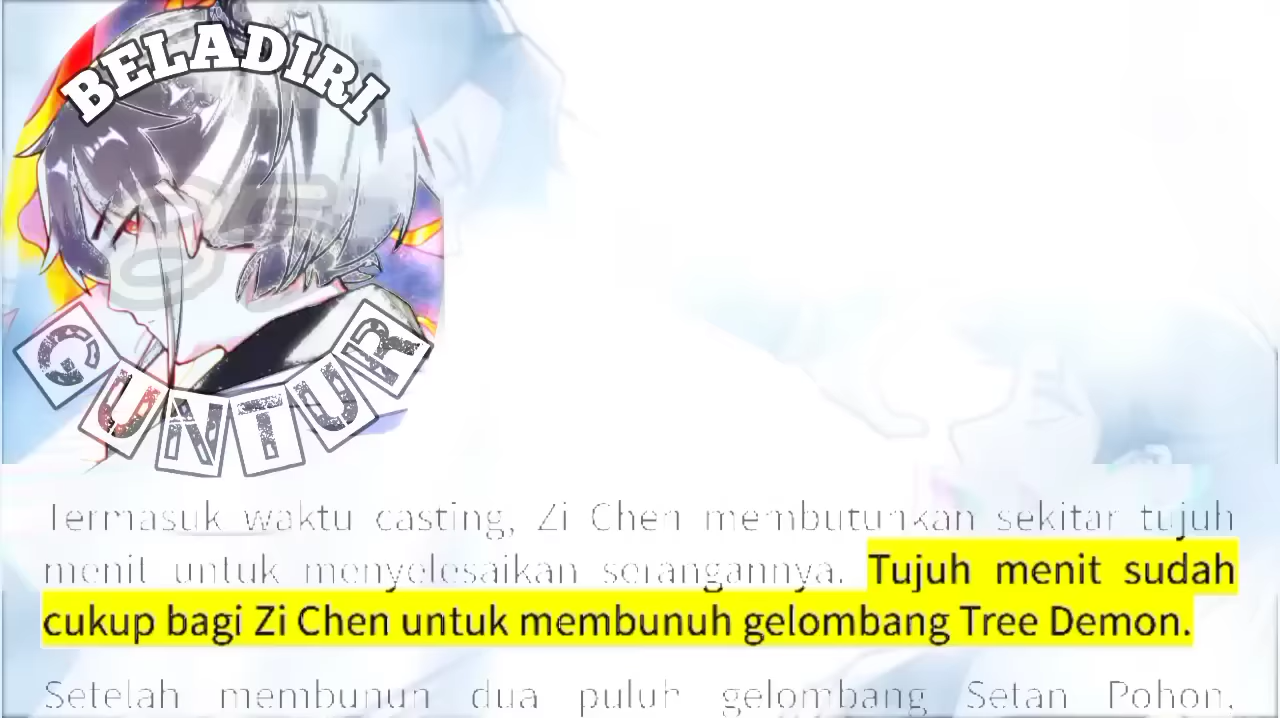 BELADIRI
GUNTUR
Termasuk waktu casting, Zi Chen membutuhkan sekitar tujuh
menit untuk menyelesaikan serangannya. Tujuh menit sudah
cukup bagi Zi Chen untuk membunuh gelombang Tree Demon.
Setelah membunuh dua puluh gelombang Setan Pohon,